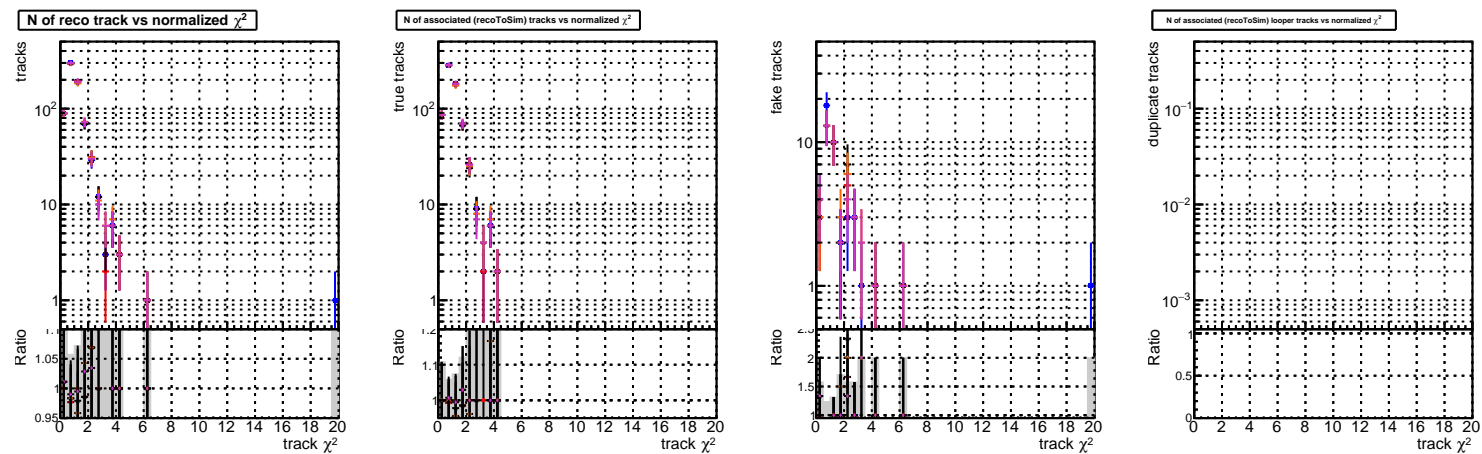 N of reco track vs normalized χ²
tracks
10²
10
1
Ratio
1.1
1.05
1
0.95
0 2 4 6 8 10 12 14 16 18 20
track χ²
N of associated (recoToSim) tracks vs normalized χ²
true tracks
10²
10
1
Ratio
1.2
1.1
1
0 2 4 6 8 10 12 14 16 18 20
track χ²
fake tracks
10
1
Ratio
2.5
2
1.5
1
0 2 4 6 8 10 12 14 16 18 20
track χ²
N of associated (recoToSim) looper tracks vs normalized χ²
duplicate tracks
10⁻¹
10⁻²
10⁻³
Ratio
1
0.5
0
0 2 4 6 8 10 12 14 16 18 20
track χ²